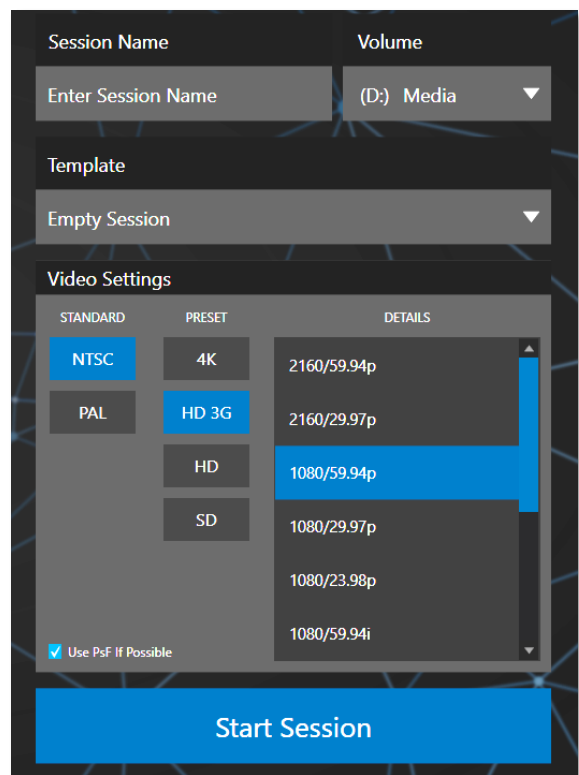 Session Name
Volume
Enter Session Name
(D:) Media
Template
Empty Session
Video Settings
STANDARD
PRESET
DETAILS
NTSC
PAL
4K
HD 3G
HD
SD
2160/59.94p
2160/29.97p
1080/59.94p
1080/29.97p
1080/23.98p
1080/59.94i
Use PsF If Possible
Start Session